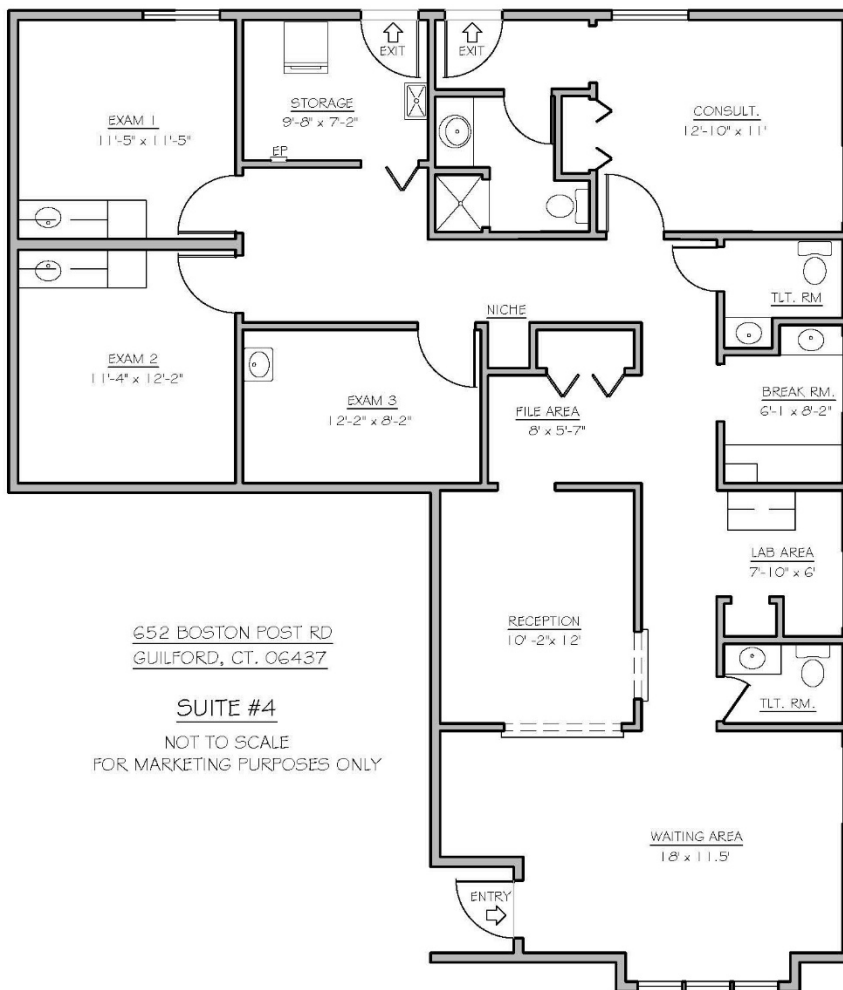 EXIT
EXIT
STORAGE
9'-8" x 7'-2"
CONSULT.
12'-10" x 11'
EXAM 1
11'-5" x 11'-5"
EP
TLT. RM
NICHE
EXAM 2
11'-4" x 12'-2"
EXAM 3
12'-2" x 8'-2"
FILE AREA
8' x 5'-7"
BREAK RM.
6'-1 x 8'-2"
LAB AREA
7'-10" x 6'
RECEPTION
10' -2"x 12'
652 BOSTON POST RD
GUILFORD, CT. 06437
SUITE #4
NOT TO SCALE
FOR MARKETING PURPOSES ONLY
TLT. RM.
WAITING AREA
18' x 11.5'
ENTRY